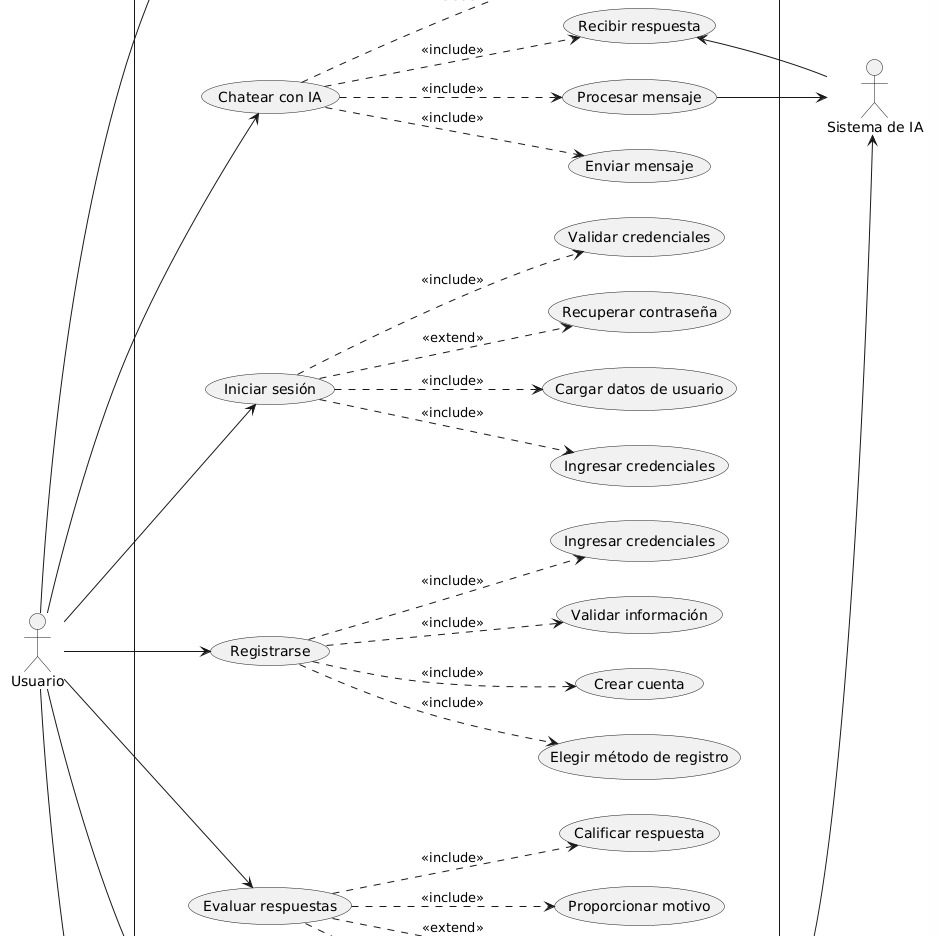 Recibir respuesta
«include»
Chatear con IA
«include»
Procesar mensaje
«include»
Enviar mensaje
Sistema de IA
Validar credenciales
«include»
Recuperar contraseña
«extend»
Iniciar sesión
«include»
Cargar datos de usuario
«include»
Ingresar credenciales
Ingresar credenciales
«include»
Validar información
«include»
Usuario
Registrarse
«include»
Crear cuenta
«include»
Elegir método de registro
Calificar respuesta
«include»
Evaluar respuestas
«include»
Proporcionar motivo
«extend»